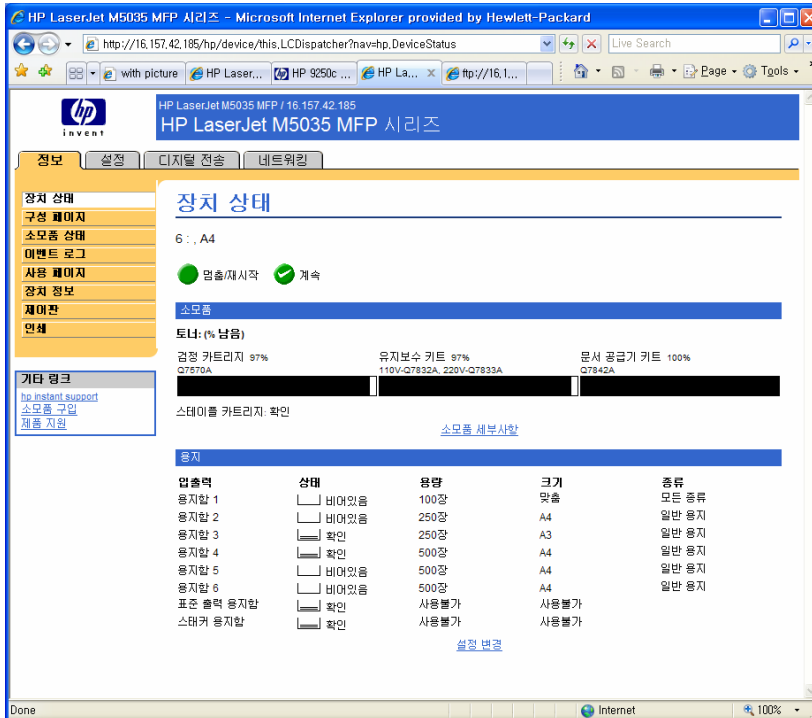 HP LaserJet M5035 MFP 시리즈 - Microsoft Internet Explorer provided by Hewlett-Packard
http://16.157.42.185/hp/device/this.LCDispatcher?nav=hp.DeviceStatus
Live Search
with picture HP Laser... HP 9250c ... HP La... ftp://16.1... Page Tools
hp
invent
HP LaserJet M5035 MFP / 16.157.42.185
HP LaserJet M5035 MFP 시리즈
정보 설정 디지털 전송 네트워킹
장치 상태
구성 페이지
소모품 상태
이벤트 로그
사용 페이지
장치 정보
제어판
인쇄
기타 링크
hp instant support
소모품 구입
제품 지원
장치 상태
6 : , A4
멈춤/재시작 계속
소모품
토너: (% 남음)
검정 카트리지 97% 유지보수 키트 97% 문서 공급기 키트 100%
Q7570A 110V-Q7832A, 220V-Q7833A Q7842A
스테이플 카트리지: 확인
소모품 세부사항
용지
입출력 상태 용량 크기 종류
용지함 1 비어있음 100장 맞춤 모든 종류
용지함 2 비어있음 250장 A4 일반 용지
용지함 3 확인 250장 A3 일반 용지
용지함 4 확인 500장 A4 일반 용지
용지함 5 비어있음 500장 A4 일반 용지
용지함 6 비어있음 500장 A4 일반 용지
표준 출력 용지함 확인 사용불가 사용불가
스태커 용지함 확인 사용불가 사용불가
설정 변경
Done Internet 100%